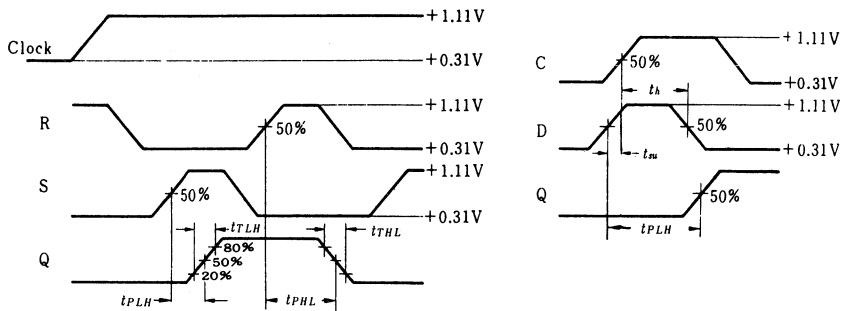 Clock
+1.11V
+0.31V
R
+1.11V
50%
+0.31V
S
+1.11V
50%
+0.31V
Q
tTLH
tTHL
80%
50%
20%
tPLH
tPHL
C
+1.11V
50%
+0.31V
th
D
+1.11V
50%
+0.31V
tsu
Q
50%
tPLH